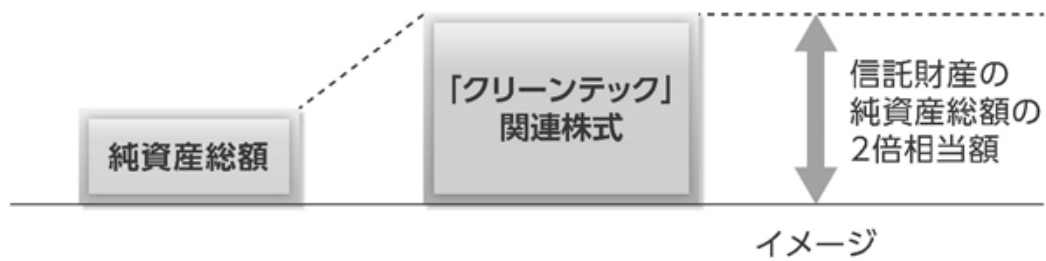 純資産総額
「クリーンテック」
関連株式
信託財産の
純資産総額の
2倍相当額
イメージ